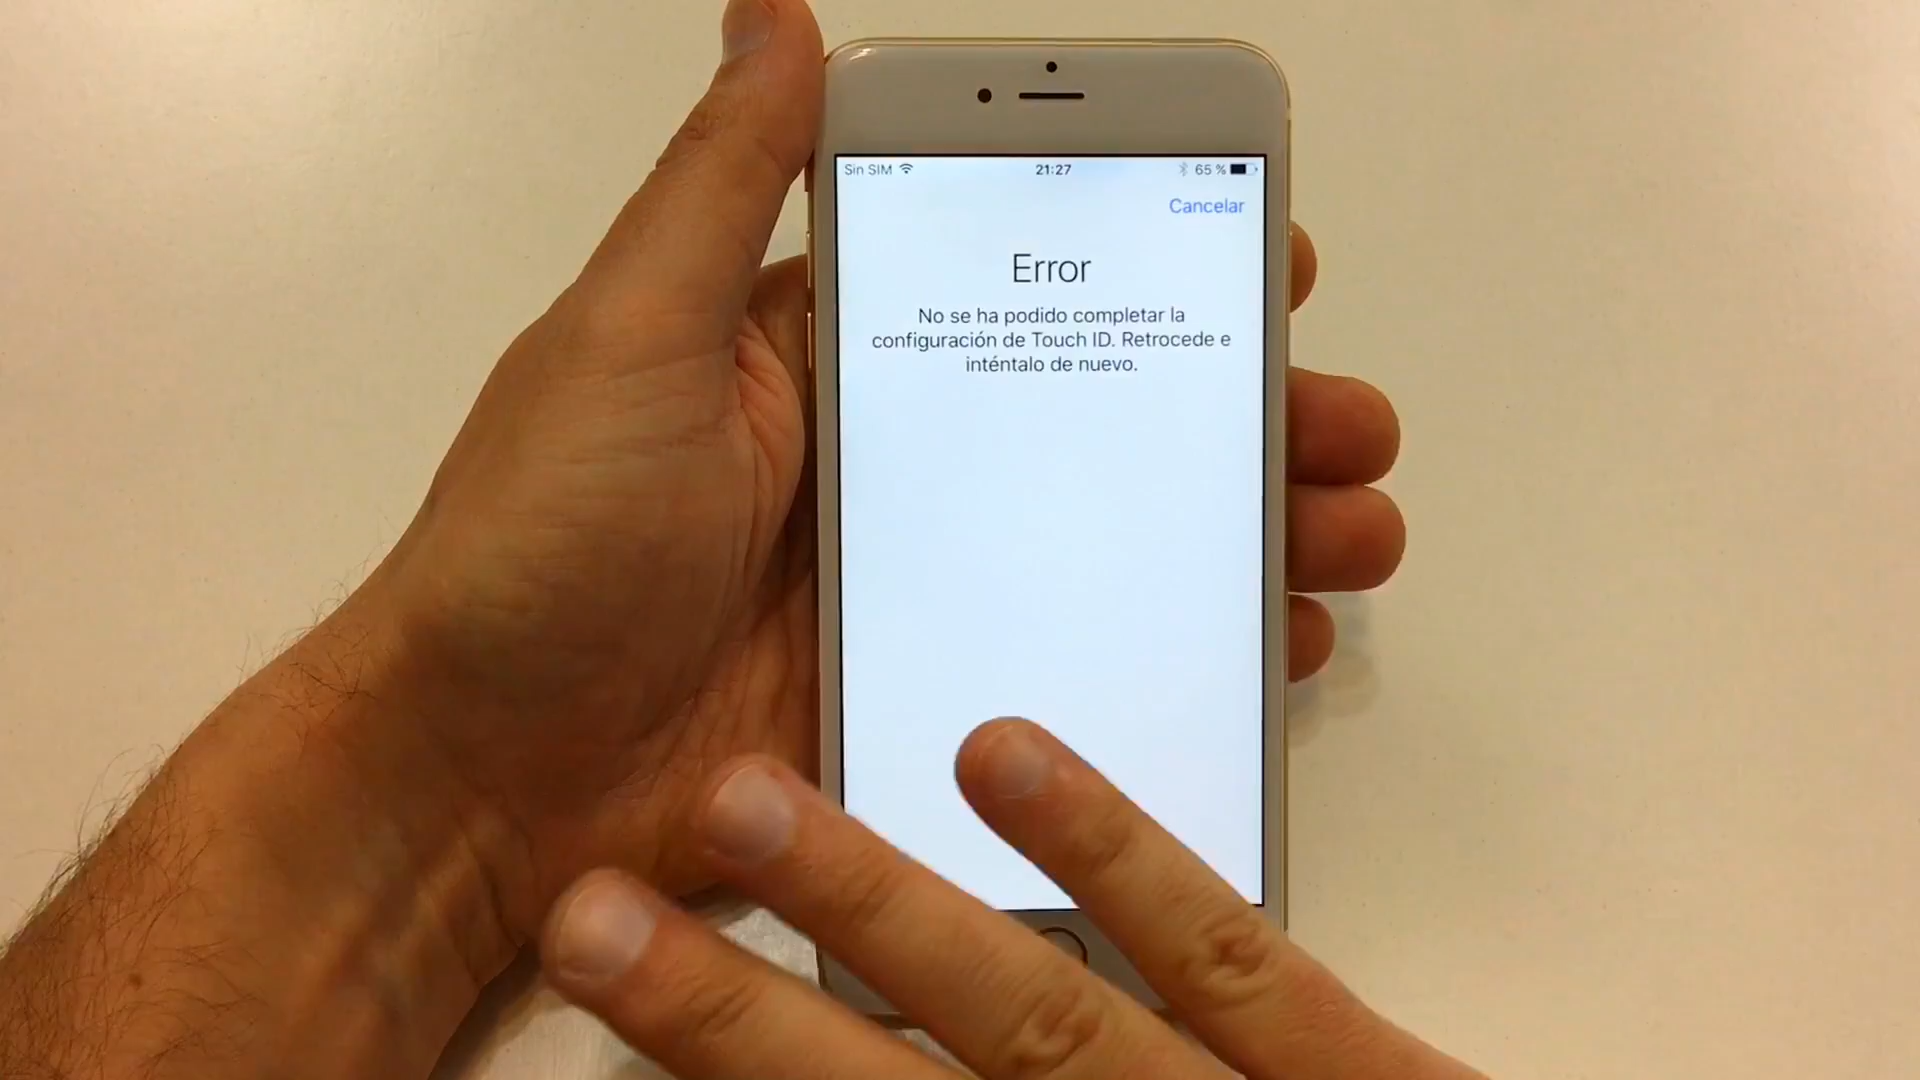 Sin SIM 21:27 65 %
Cancelar
Error
No se ha podido completar la
configuración de Touch ID. Retrocede e
inténtalo de nuevo.